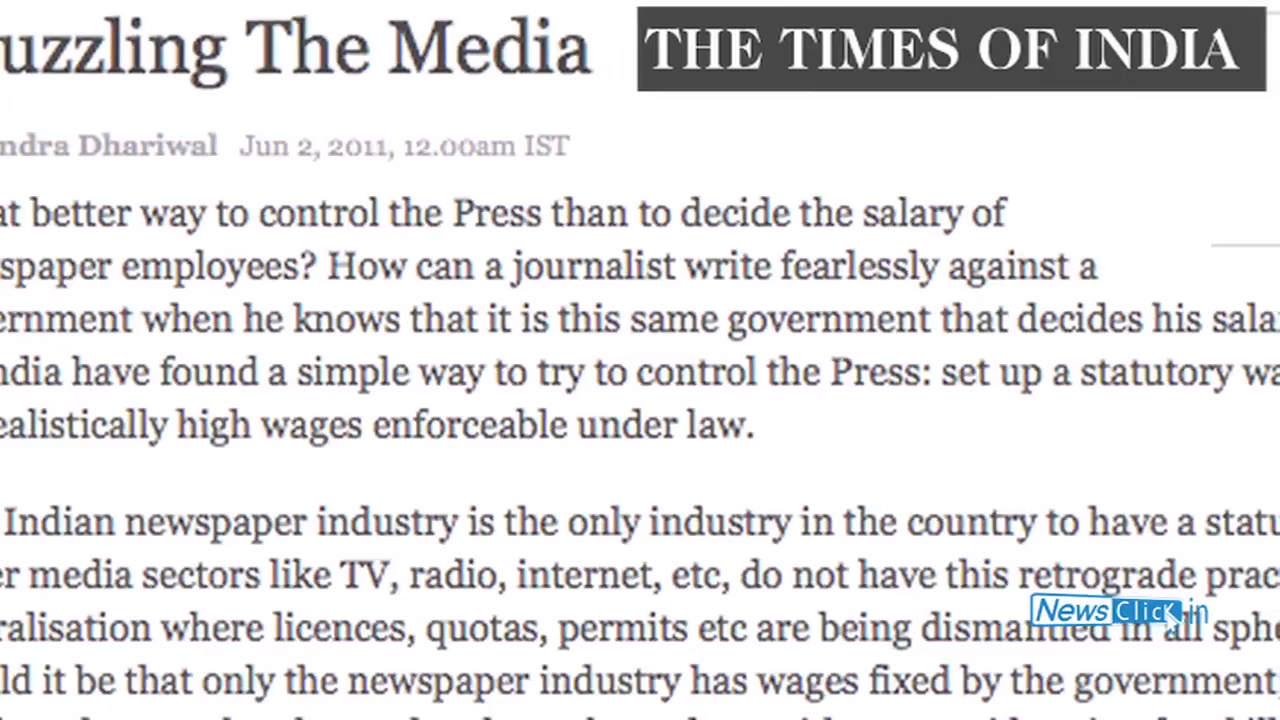 uzzling The Media THE TIMES OF INDIA
ndra Dhariwal Jun 2, 2011, 12.00am IST
at better way to control the Press than to decide the salary of
spaper employees? How can a journalist write fearlessly against a
ernment when he knows that it is this same government that decides his sala
ndia have found a simple way to try to control the Press: set up a statutory wa
ealistically high wages enforceable under law.
Indian newspaper industry is the only industry in the country to have a statu
er media sectors like TV, radio, internet, etc, do not have this retrograde prac
ralisation where licences, quotas, permits etc are being dismantled in all sphe
NewsClick.in
ld it be that only the newspaper industry has wages fixed by the government,